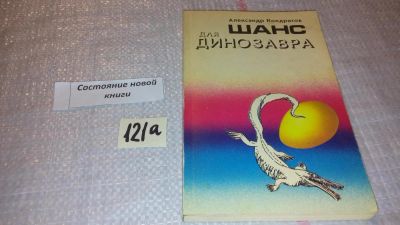 Состояние новой
книги
121а
Александр Кондратов
ШАНС
ДЛЯ
ДИНОЗАВРА